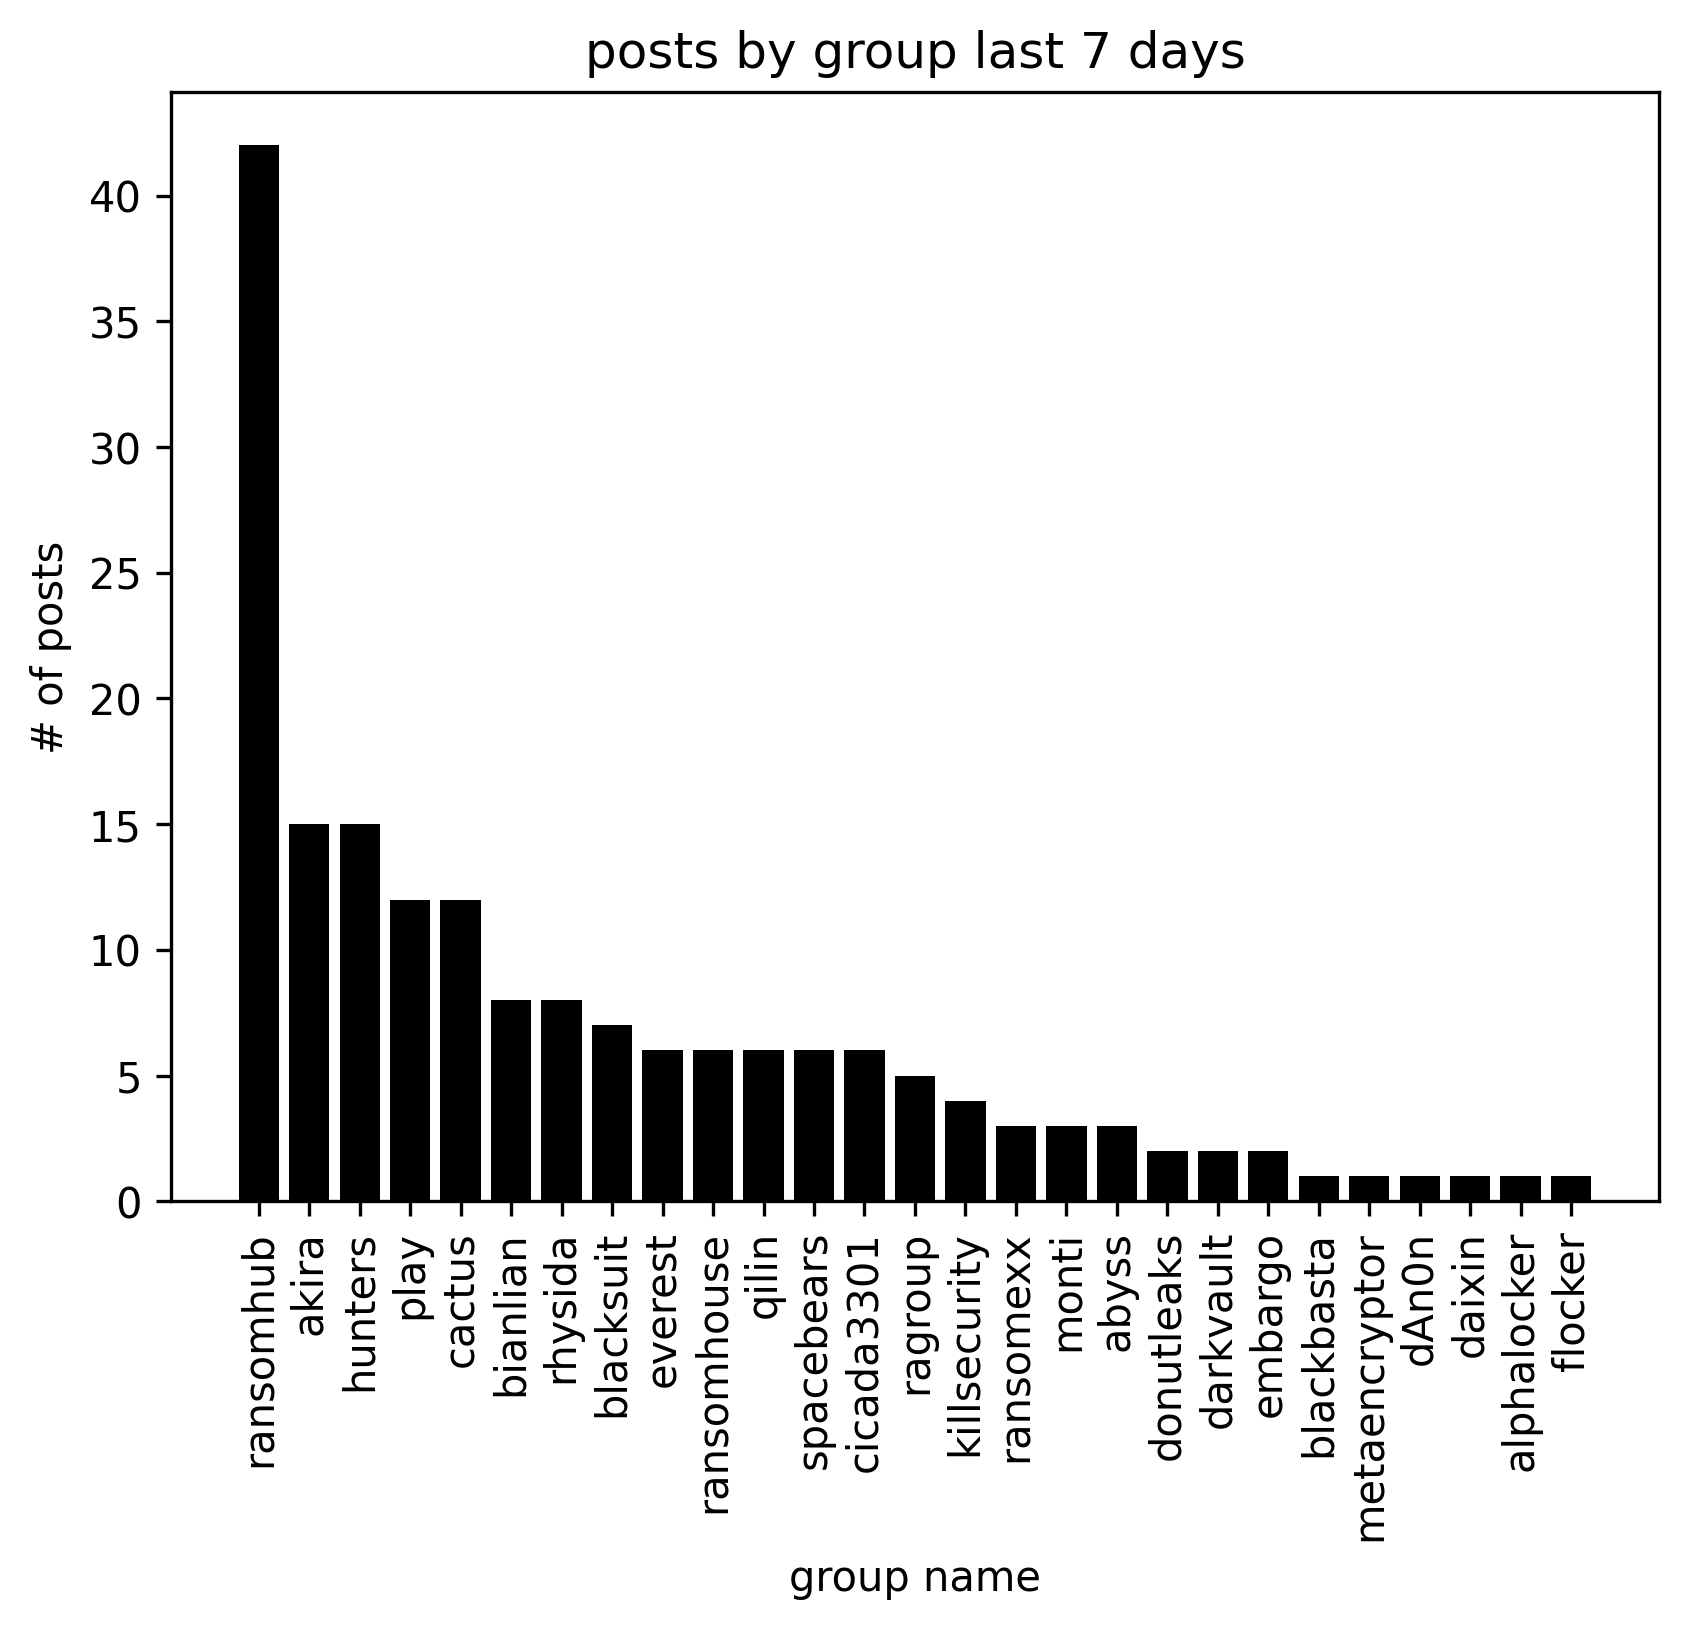 posts by group last 7 days
# of posts
40
35
30
25
20
15
10
5
0
ransomhub
akira
hunters
play
cactus
bianlian
rhysida
blacksuit
everest
ransomhouse
qilin
spacebears
cicada3301
ragroup
killsecurity
ransomexx
monti
abyss
donutleaks
darkvault
embargo
blackbasta
metaencryptor
dAn0n
daixin
alphalocker
flocker
group name